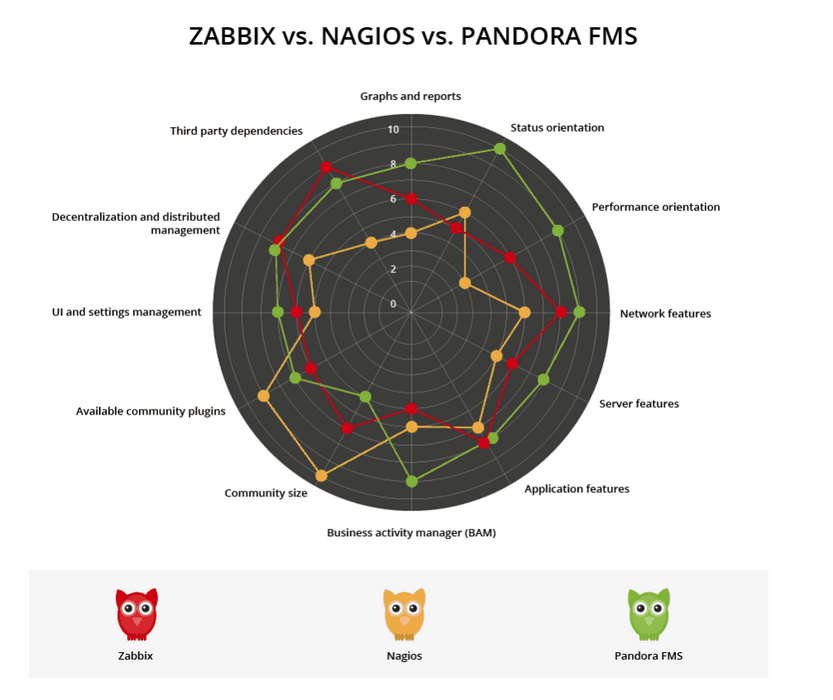 ZABBIX vs. NAGIOS vs. PANDORA FMS
Graphs and reports
Status orientation
Third party dependencies
Performance orientation
Decentralization and distributed
management
UI and settings management
Network features
Available community plugins
Server features
Community size
Application features
Business activity manager (BAM)
10
8
6
4
2
0
Zabbix
Nagios
Pandora FMS